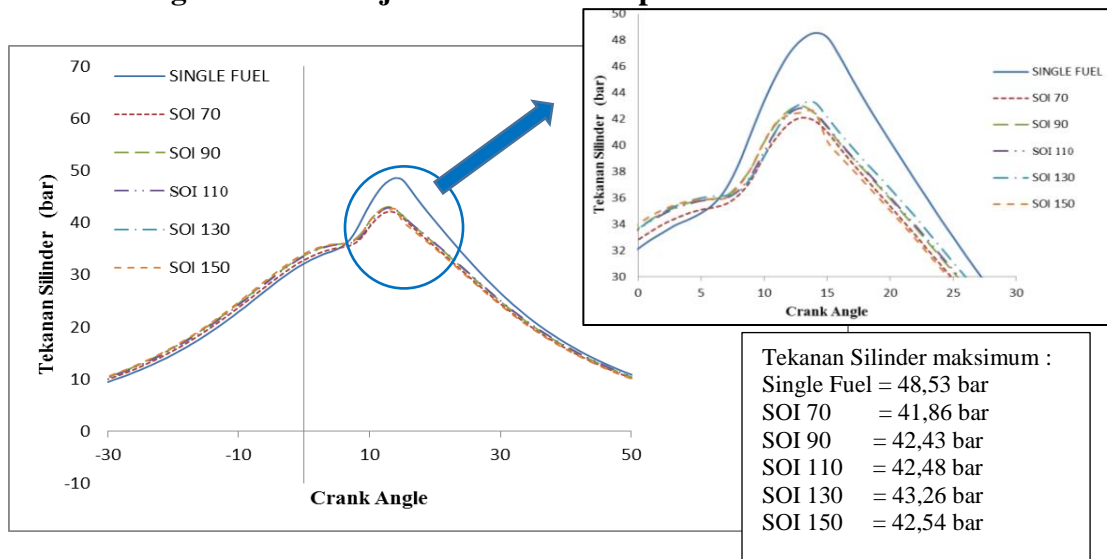 70
60
50
40
30
20
10
0
-10
-30
-10
10
30
50
Tekanan Silinder (bar)
Crank Angle
SINGLE FUEL
SOI 70
SOI 90
SOI 110
SOI 130
SOI 150
50
48
46
44
42
40
38
36
34
32
30
0
5
10
15
20
25
30
Tekanan Silinder (bar)
Crank Angle
SINGLE FUEL
SOI 70
SOI 90
SOI 110
SOI 130
SOI 150
Tekanan Silinder maksimum :
Single Fuel = 48,53 bar
SOI 70 = 41,86 bar
SOI 90 = 42,43 bar
SOI 110 = 42,48 bar
SOI 130 = 43,26 bar
SOI 150 = 42,54 bar